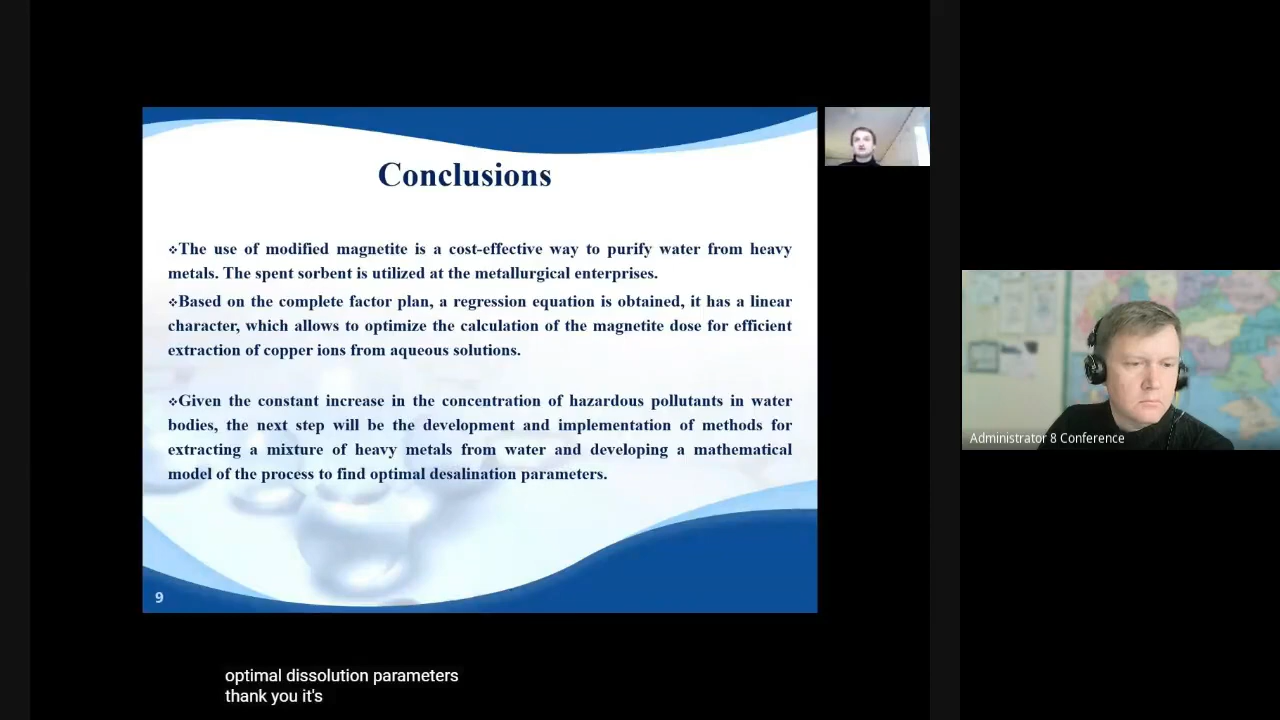 Conclusions
❖The use of modified magnetite is a cost-effective way to purify water from heavy
metals. The spent sorbent is utilized at the metallurgical enterprises.
❖Based on the complete factor plan, a regression equation is obtained, it has a linear
character, which allows to optimize the calculation of the magnetite dose for efficient
extraction of copper ions from aqueous solutions.
❖Given the constant increase in the concentration of hazardous pollutants in water
bodies, the next step will be the development and implementation of methods for
extracting a mixture of heavy metals from water and developing a mathematical
model of the process to find optimal desalination parameters.
9
Administrator 8 Conference
optimal dissolution parameters
thank you it's